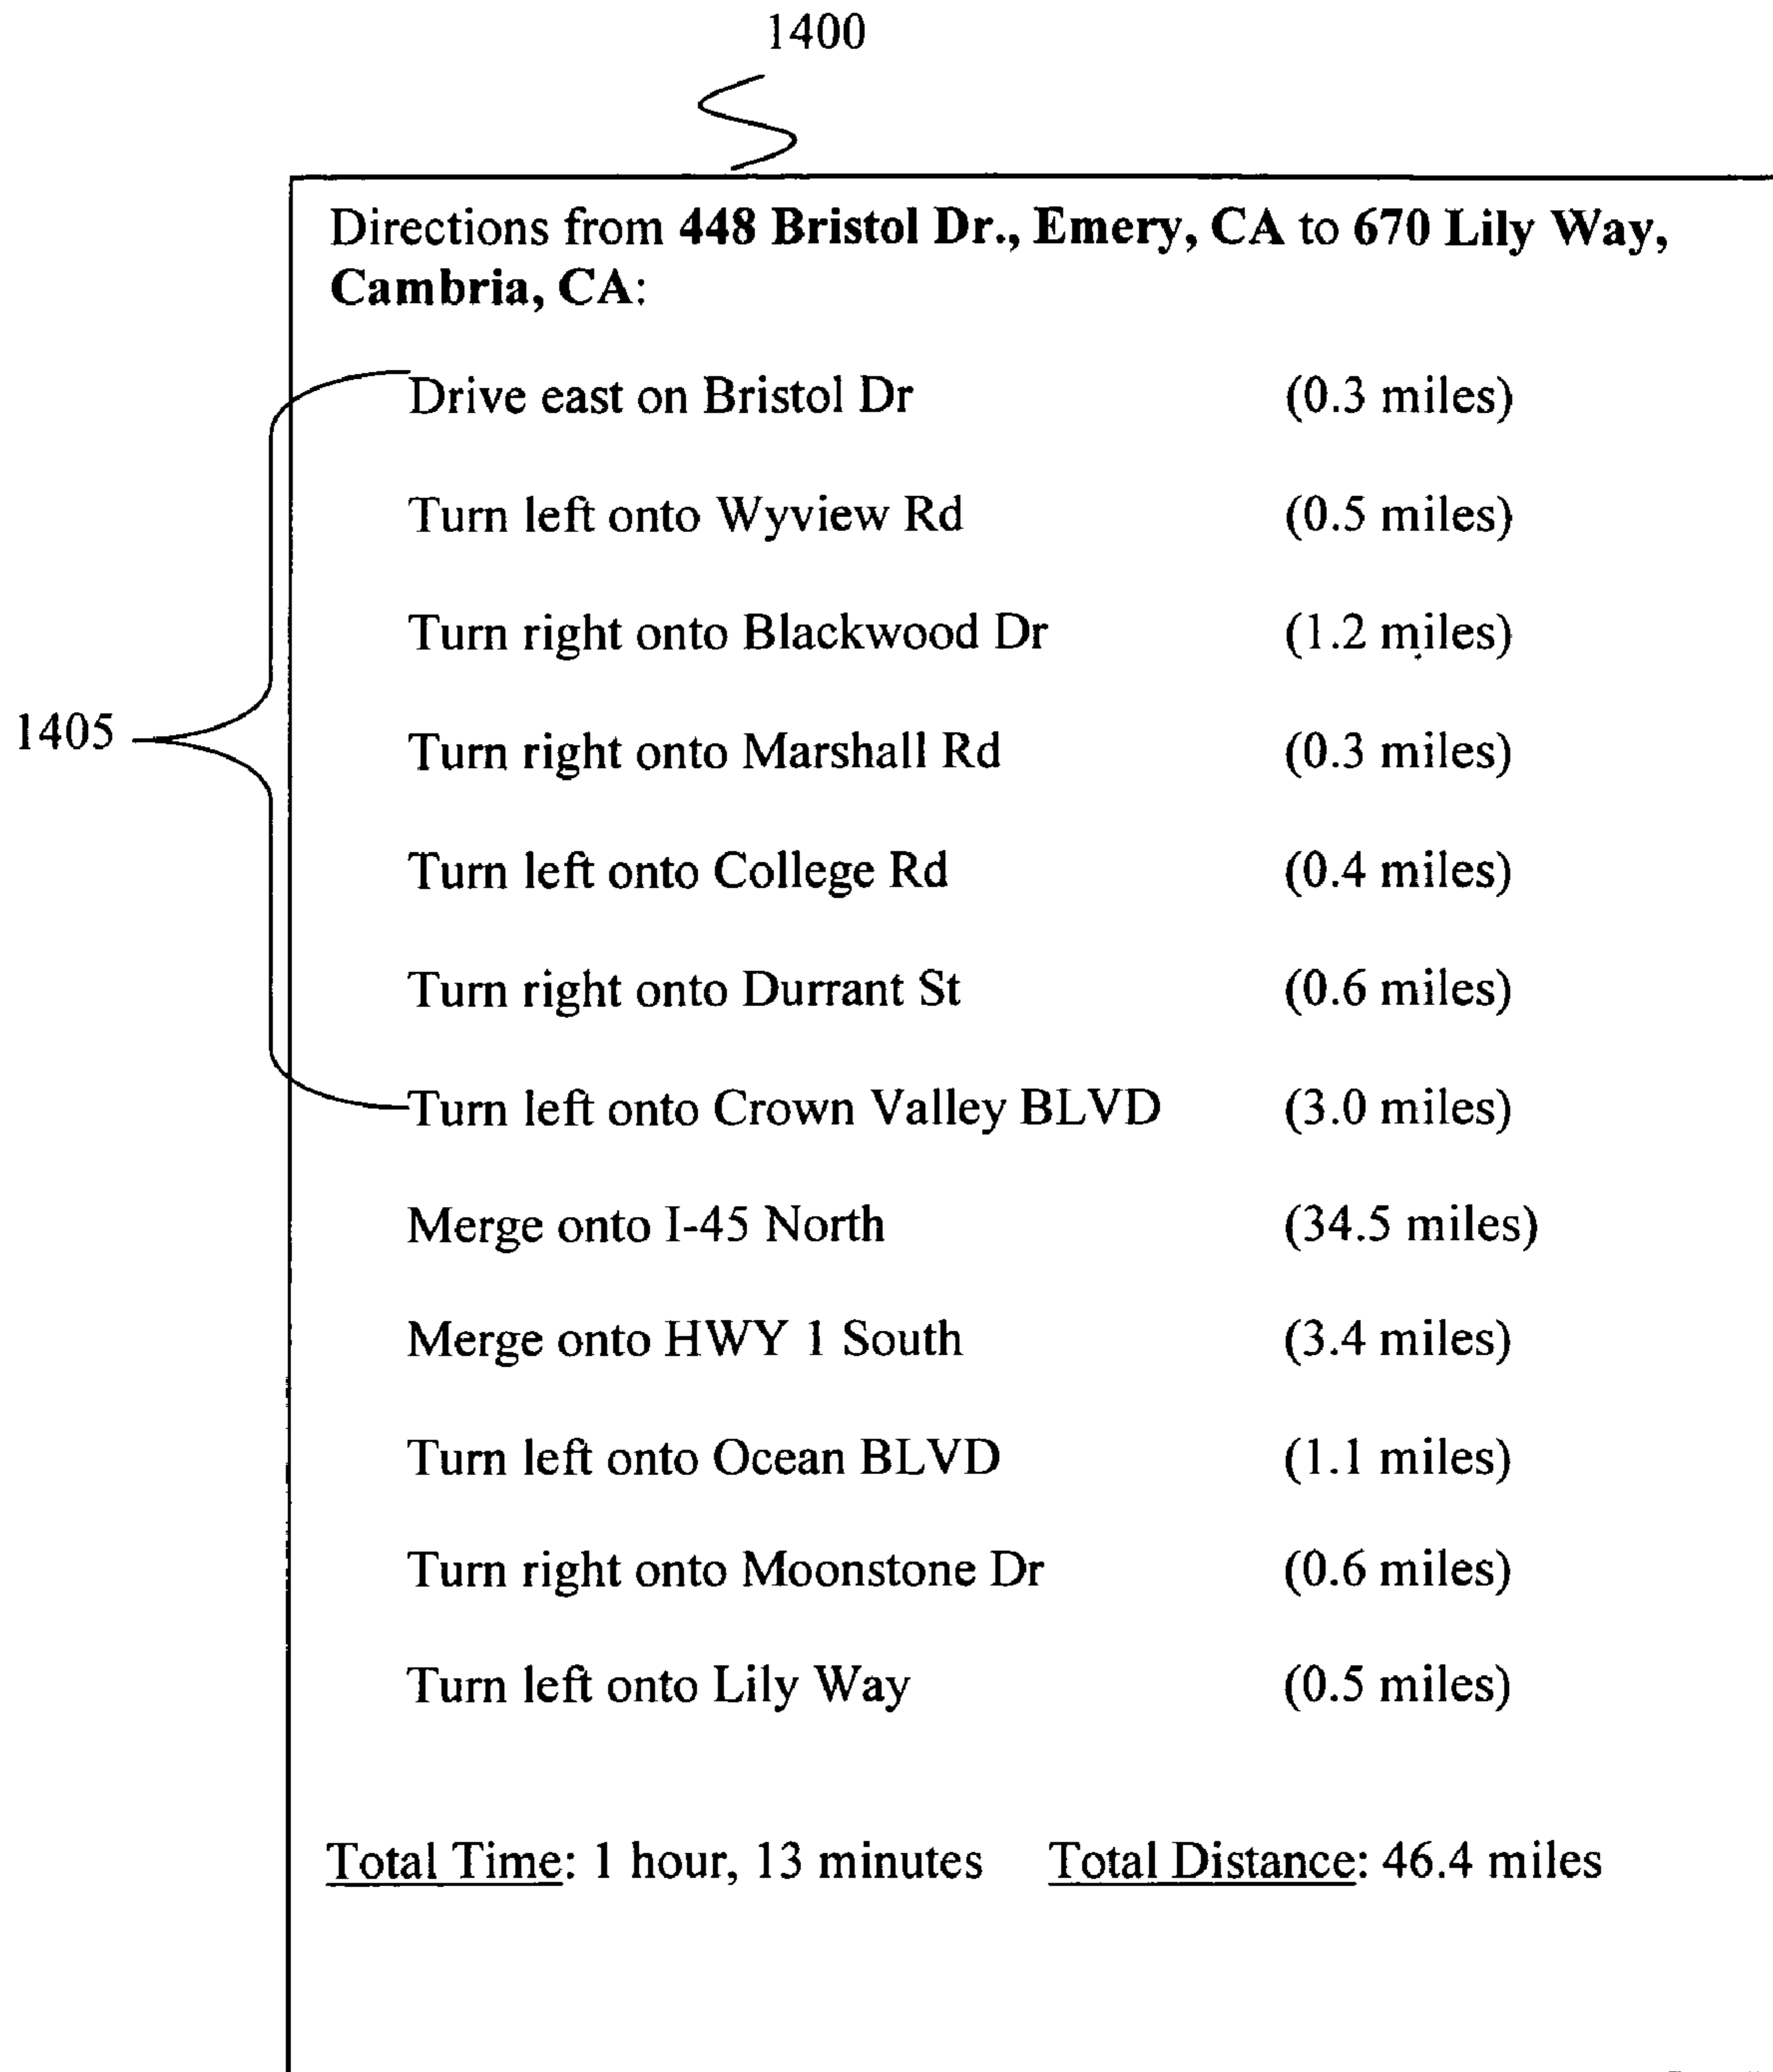 1400
Directions from 448 Bristol Dr., Emery, CA to 670 Lily Way,
Cambria, CA:
Drive east on Bristol Dr (0.3 miles)
Turn left onto Wyview Rd (0.5 miles)
Turn right onto Blackwood Dr (1.2 miles)
1405
Turn right onto Marshall Rd (0.3 miles)
Turn left onto College Rd (0.4 miles)
Turn right onto Durrant St (0.6 miles)
Turn left onto Crown Valley BLVD (3.0 miles)
Merge onto I-45 North (34.5 miles)
Merge onto HWY 1 South (3.4 miles)
Turn left onto Ocean BLVD (1.1 miles)
Turn right onto Moonstone Dr (0.6 miles)
Turn left onto Lily Way (0.5 miles)
Total Time: 1 hour, 13 minutes Total Distance: 46.4 miles